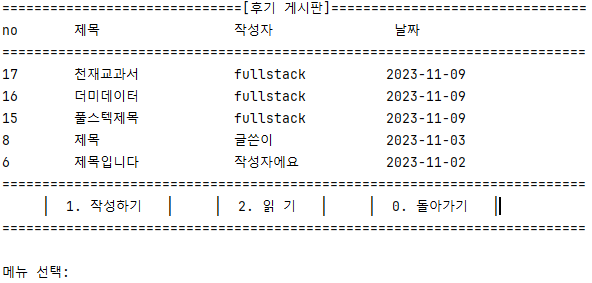 ==============================[후기 게시판]================================
no 제목 작성자 날짜
=========================================================================
17 천재교과서 fullstack 2023-11-09
16 더미데이터 fullstack 2023-11-09
15 풀스텍제목 fullstack 2023-11-09
8 제목 글쓴이 2023-11-03
6 제목입니다 작성자에요 2023-11-02
=========================================================================
| 1. 작성하기 | | 2. 읽 기 | | 0. 돌아가기 |
=========================================================================
메뉴 선택: